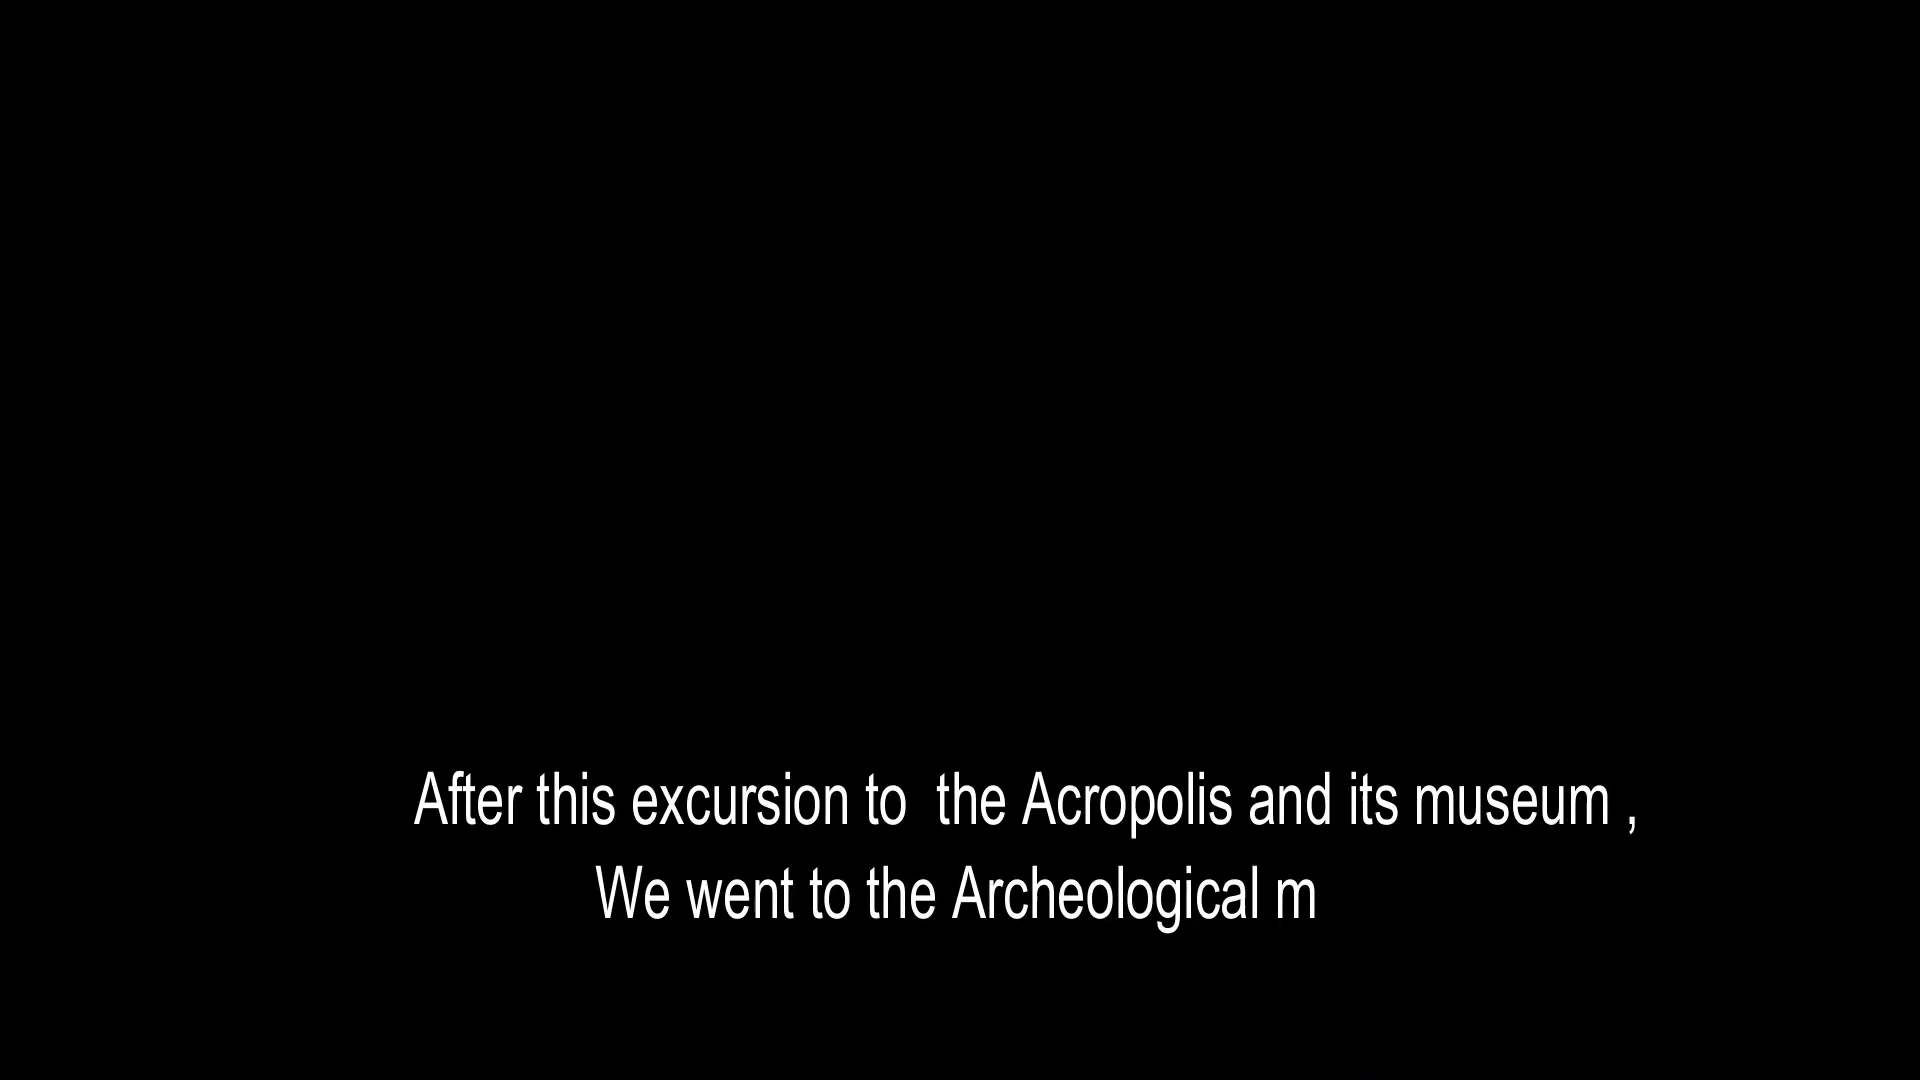 After this excursion to  the Acropolis and its museum ,
We went to the Archeological m